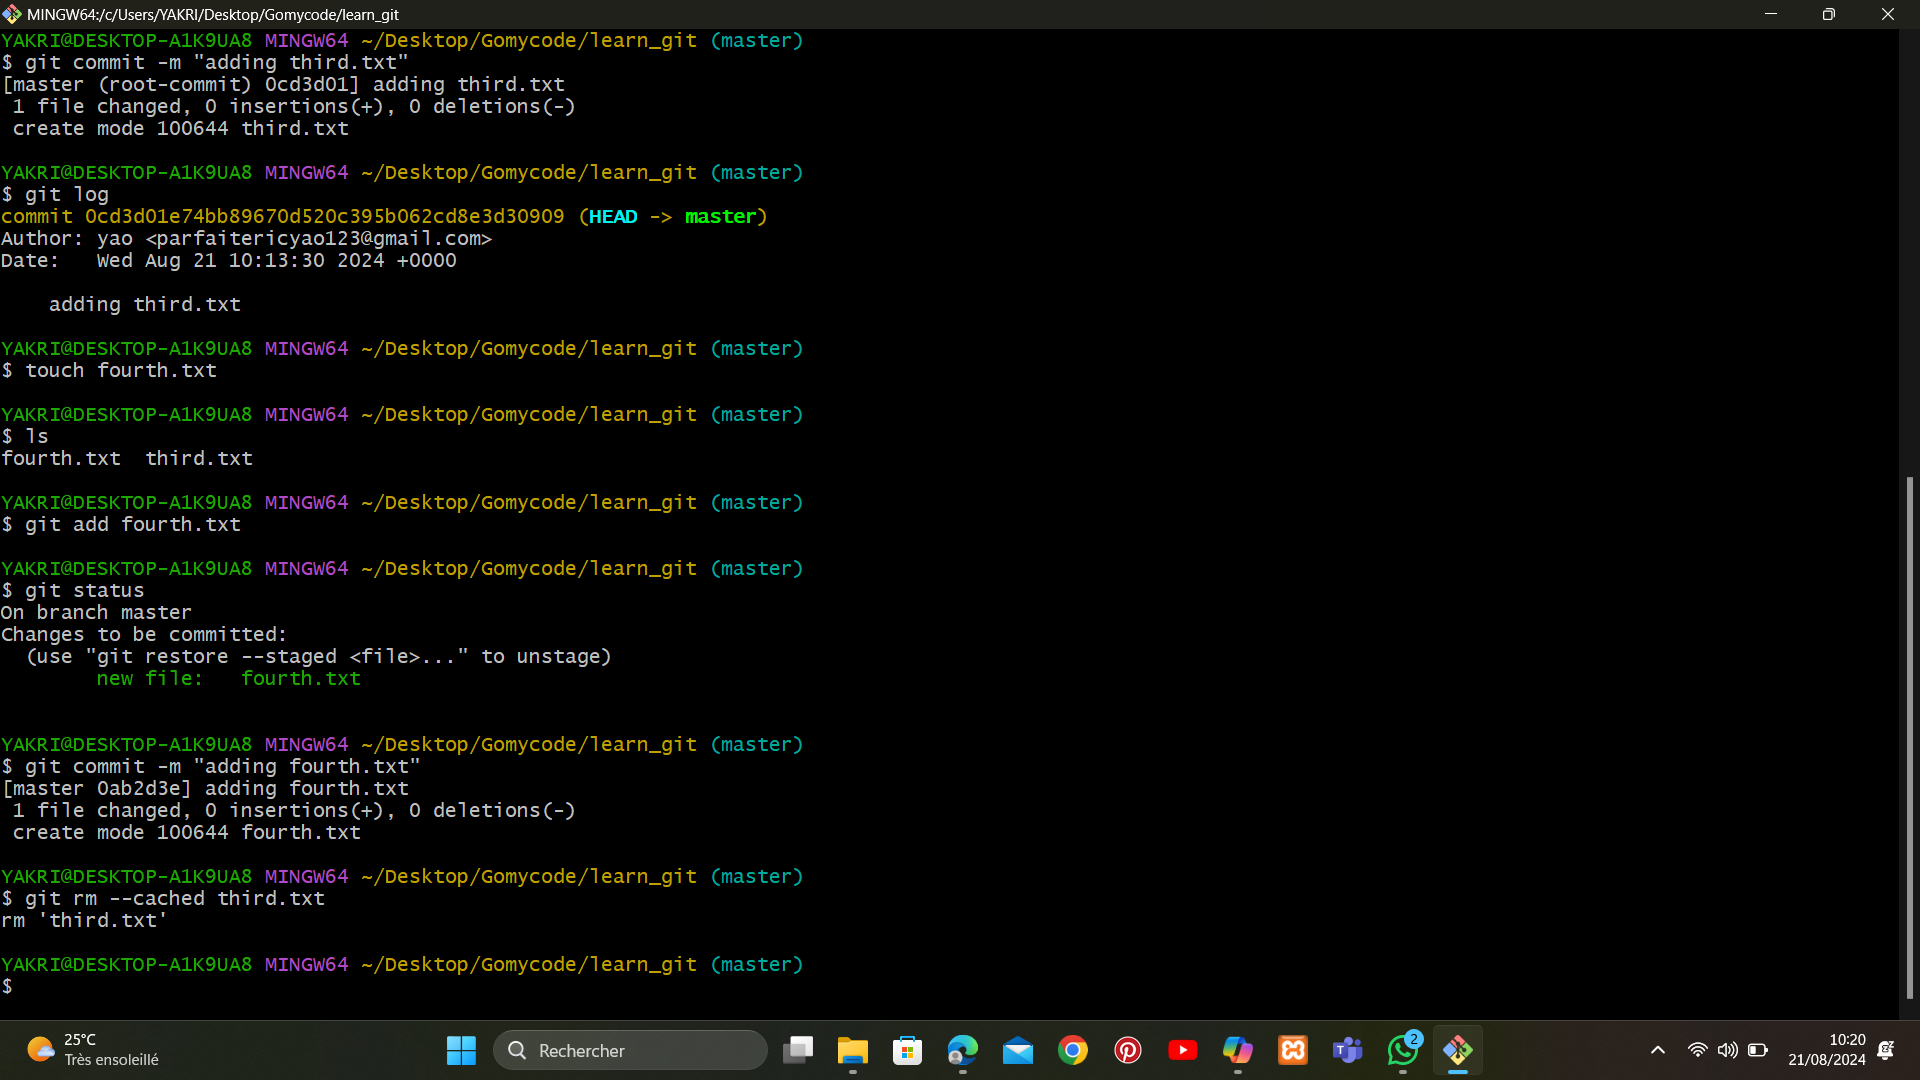 MINGW64:/c/Users/YAKRI/Desktop/Gomycode/learn_git
YAKRI@DESKTOP-A1K9UA8 MINGW64 ~/Desktop/Gomycode/learn_git (master)
$ git commit -m "adding third.txt"
[master (root-commit) 0cd3d01] adding third.txt
 1 file changed, 0 insertions(+), 0 deletions(-)
 create mode 100644 third.txt

YAKRI@DESKTOP-A1K9UA8 MINGW64 ~/Desktop/Gomycode/learn_git (master)
$ git log
commit 0cd3d01e74bb89670d520c395b062cd8e3d30909 (HEAD -> master)
Author: yao <parfaitericyao123@gmail.com>
Date:   Wed Aug 21 10:13:30 2024 +0000

    adding third.txt

YAKRI@DESKTOP-A1K9UA8 MINGW64 ~/Desktop/Gomycode/learn_git (master)
$ touch fourth.txt

YAKRI@DESKTOP-A1K9UA8 MINGW64 ~/Desktop/Gomycode/learn_git (master)
$ ls
fourth.txt  third.txt

YAKRI@DESKTOP-A1K9UA8 MINGW64 ~/Desktop/Gomycode/learn_git (master)
$ git add fourth.txt

YAKRI@DESKTOP-A1K9UA8 MINGW64 ~/Desktop/Gomycode/learn_git (master)
$ git status
On branch master
Changes to be committed:
  (use "git restore --staged <file>..." to unstage)
        new file:   fourth.txt

YAKRI@DESKTOP-A1K9UA8 MINGW64 ~/Desktop/Gomycode/learn_git (master)
$ git commit -m "adding fourth.txt"
[master 0ab2d3e] adding fourth.txt
 1 file changed, 0 insertions(+), 0 deletions(-)
 create mode 100644 fourth.txt

YAKRI@DESKTOP-A1K9UA8 MINGW64 ~/Desktop/Gomycode/learn_git (master)
$ git rm --cached third.txt
rm 'third.txt'

YAKRI@DESKTOP-A1K9UA8 MINGW64 ~/Desktop/Gomycode/learn_git (master)
$
25°C
Très ensoleillé
Rechercher
2
10:20
21/08/2024